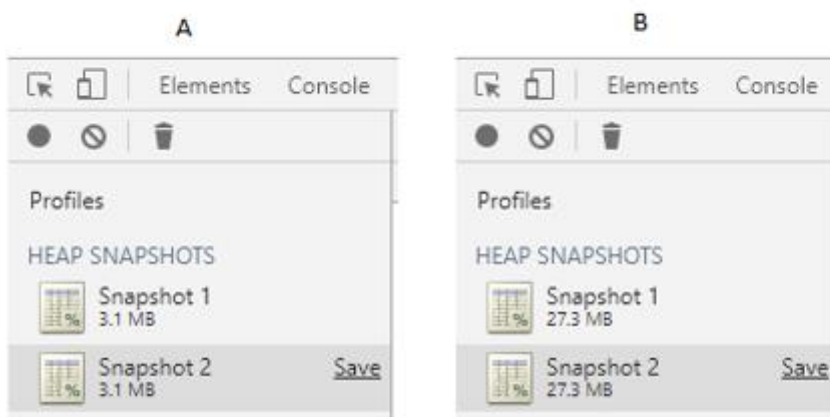 A
Elements Console
Profiles
HEAP SNAPSHOTS
% Snapshot 1
3.1 MB
% Snapshot 2 Save
3.1 MB
B
Elements Console
Profiles
HEAP SNAPSHOTS
% Snapshot 1
27.3 MB
% Snapshot 2 Save
27.3 MB